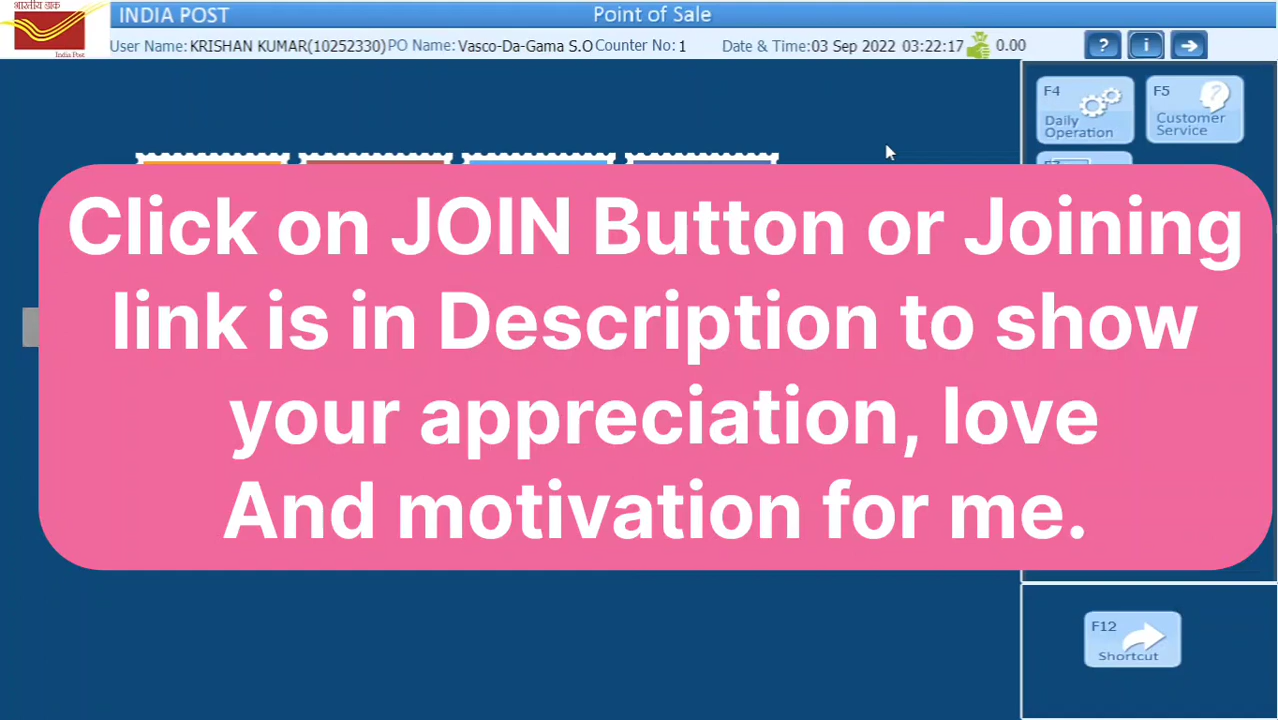 भारतीय डाक
India Post
INDIA POST
Point of Sale
User Name: KRISHAN KUMAR(10252330) PO Name: Vasco-Da-Gama S.O Counter No: 1 Date & Time: 03 Sep 2022 03:22:17 0.00
F4
Daily
Operation
F5
Customer
Service
Click on JOIN Button or Joining
link is in Description to show
your appreciation, love
And motivation for me.
F12
Shortcut